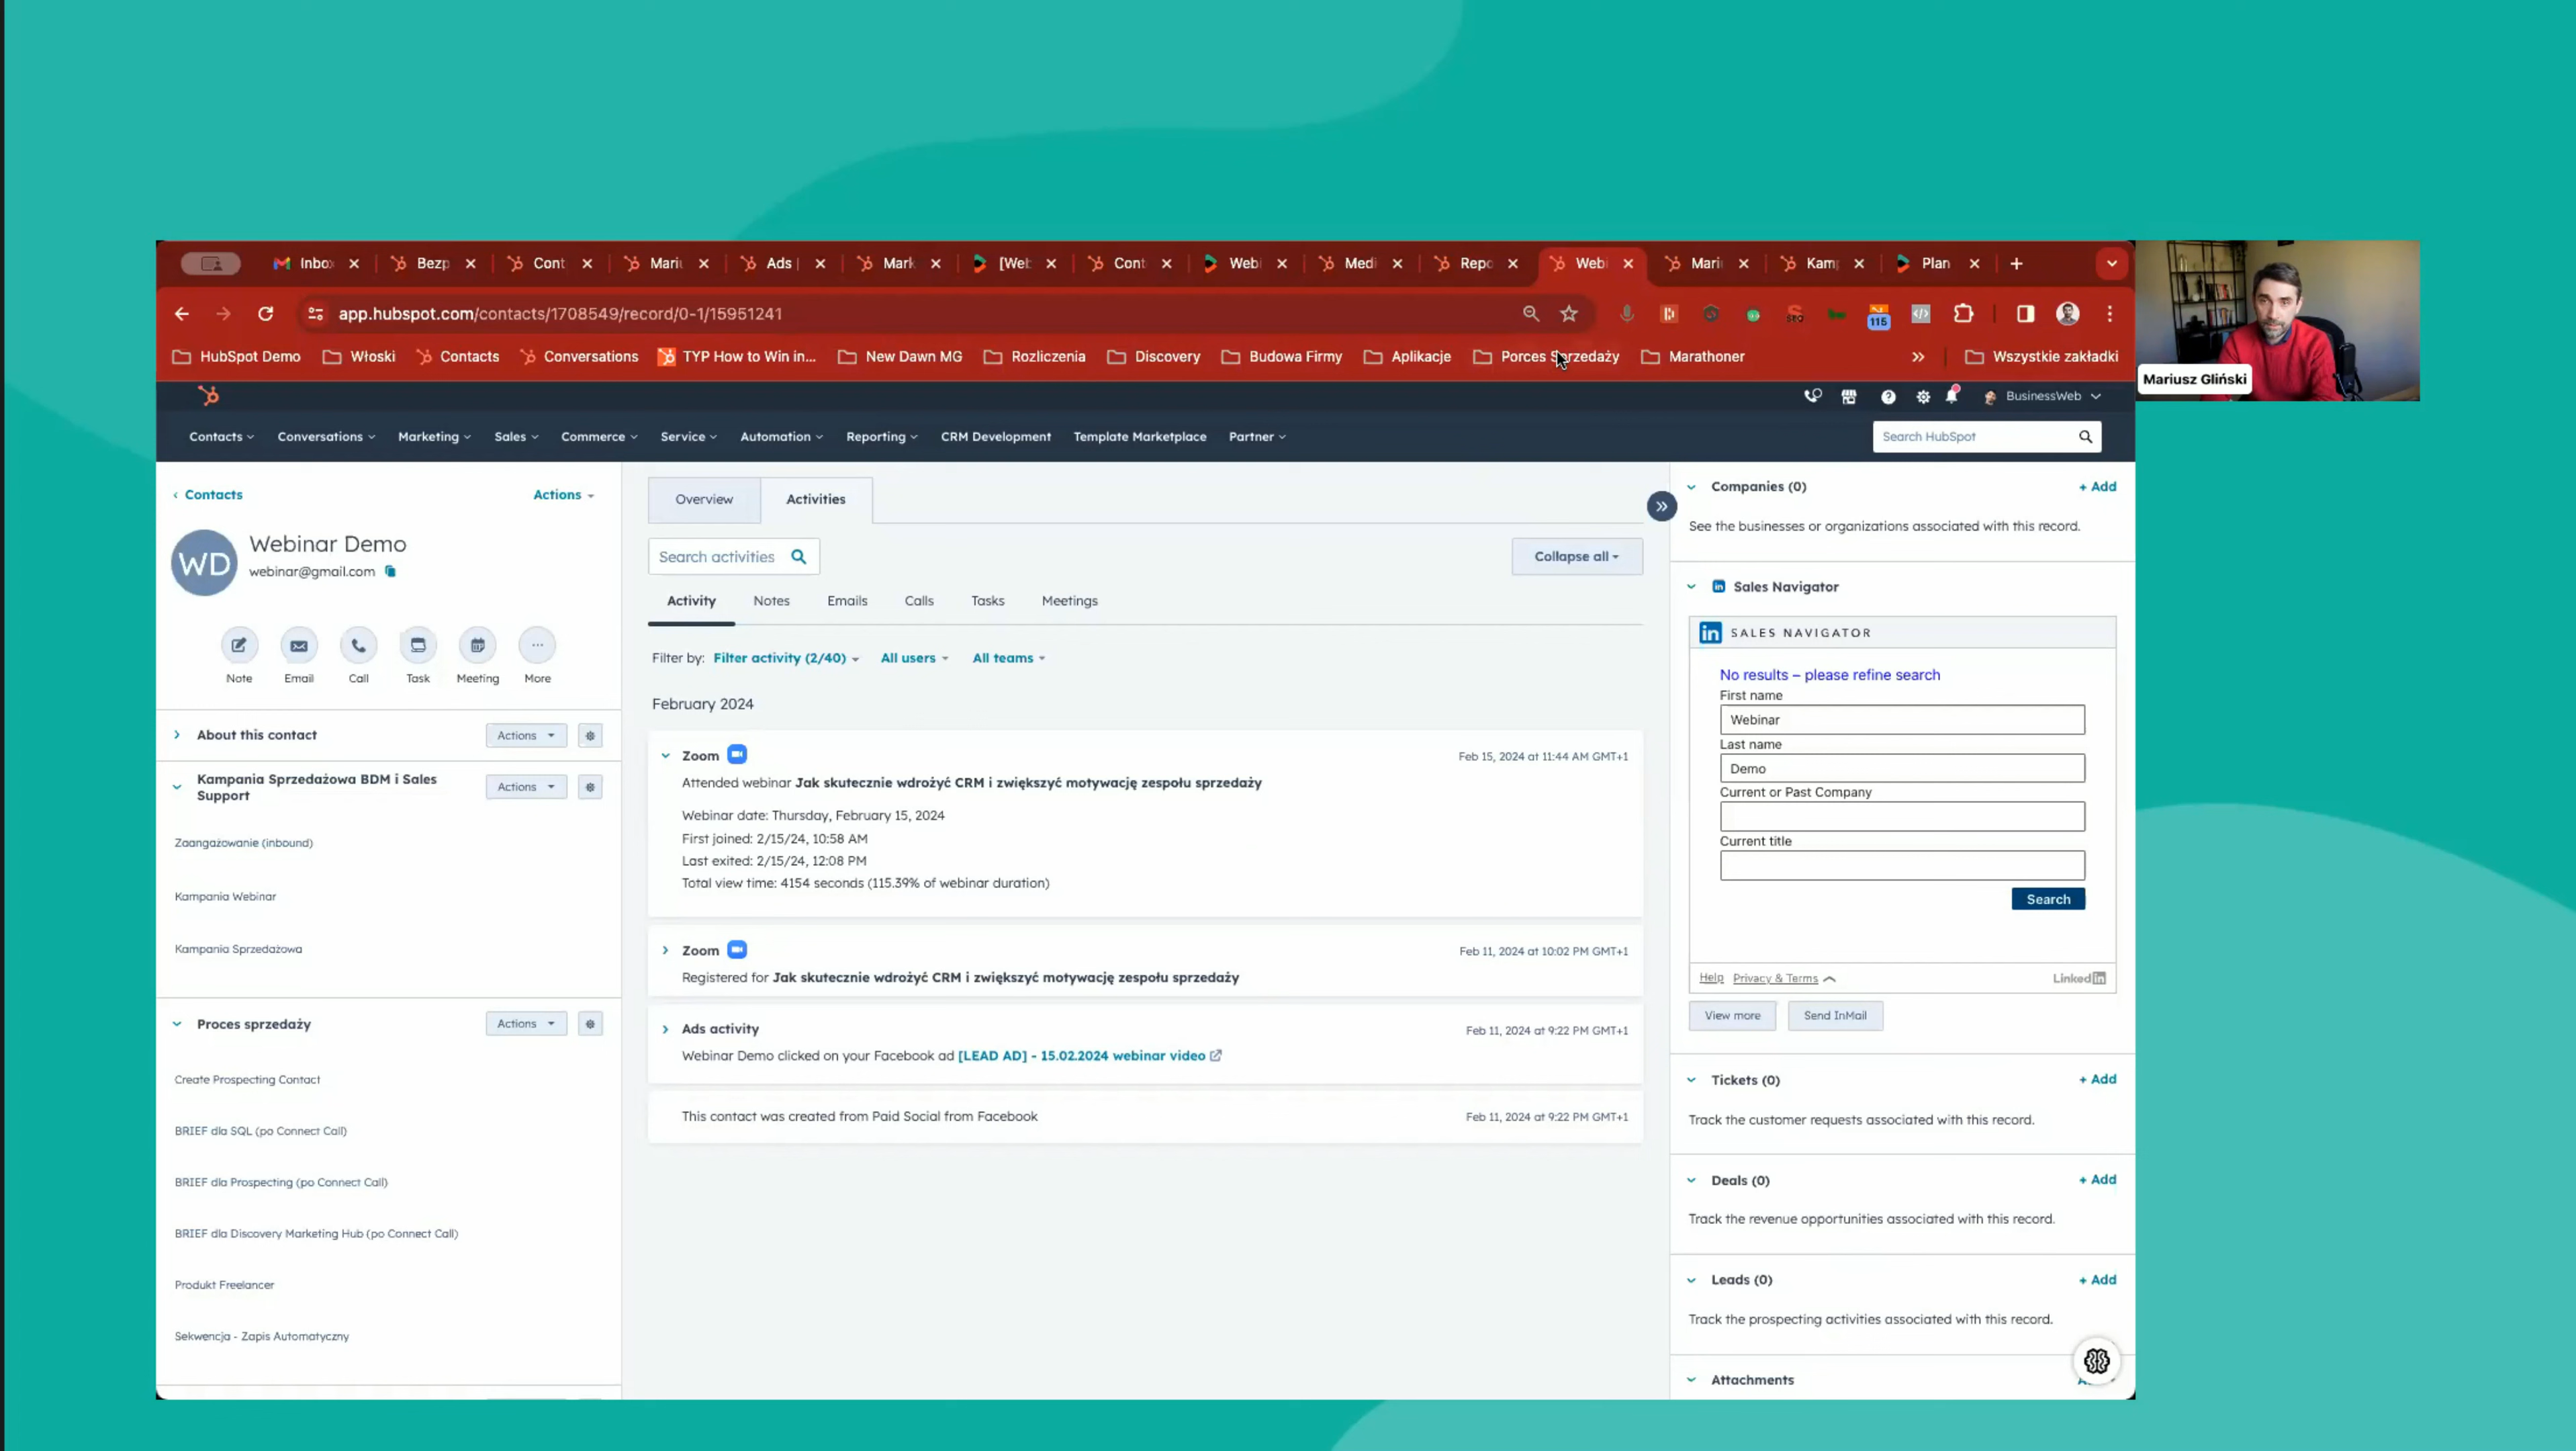 Inbo
Bezp
Cont
Mari
Ads |
Mark
[Wet
Cont
Webi
Medi
Repo
Webi
Mari
Kam
Plan
app.hubspot.com/contacts/1708549/record/0-1/15951241
115
HubSpot Demo
Włoski
Contacts
Conversations
TYP How to Win in...
New Dawn MG
Rozliczenia
Discovery
Budowa Firmy
Aplikacje
Porces Sprzedaży
Marathoner
Wszystkie zakładki
Mariusz Gliński
BusinessWeb
Contacts
Conversations
Marketing
Sales
Commerce
Service
Automation
Reporting
CRM Development
Template Marketplace
Partner
Search HubSpot
Contacts
Actions
WD
Webinar Demo
webinar@gmail.com
Note
Email
Call
Task
Meeting
More
About this contact
Actions
Kampania Sprzedażowa BDM i Sales
Support
Actions
Zaangażowanie (inbound)
Kampania Webinar
Kampania Sprzedażowa
Proces sprzedaży
Actions
Create Prospecting Contact
BRIEF dla SQL (po Connect Call)
BRIEF dla Prospecting (po Connect Call)
BRIEF dla Discovery Marketing Hub (po Connect Call)
Produkt Freelancer
Sekwencja - Zapis Automatyczny
Overview
Activities
Search activities
Collapse all
Activity
Notes
Emails
Calls
Tasks
Meetings
Filter by: Filter activity (2/40) All users All teams
February 2024
Zoom
Feb 15, 2024 at 11:44 AM GMT+1
Attended webinar Jak skutecznie wdrożyć CRM i zwiększyć motywację zespołu sprzedaży
Webinar date: Thursday, February 15, 2024
First joined: 2/15/24, 10:58 AM
Last exited: 2/15/24, 12:08 PM
Total view time: 4154 seconds (115.39% of webinar duration)
Zoom
Feb 11, 2024 at 10:02 PM GMT+1
Registered for Jak skutecznie wdrożyć CRM i zwiększyć motywację zespołu sprzedaży
Ads activity
Feb 11, 2024 at 9:22 PM GMT+1
Webinar Demo clicked on your Facebook ad [LEAD AD] - 15.02.2024 webinar video
This contact was created from Paid Social from Facebook
Feb 11, 2024 at 9:22 PM GMT+1
Companies (0)
+ Add
See the businesses or organizations associated with this record.
Sales Navigator
in SALES NAVIGATOR
No results – please refine search
First name
Webinar
Last name
Demo
Current or Past Company
Current title
Search
Help
Privacy & Terms
Linkedin
View more
Send InMail
Tickets (0)
+ Add
Track the customer requests associated with this record.
Deals (0)
+ Add
Track the revenue opportunities associated with this record.
Leads (0)
+ Add
Track the prospecting activities associated with this record.
Attachments